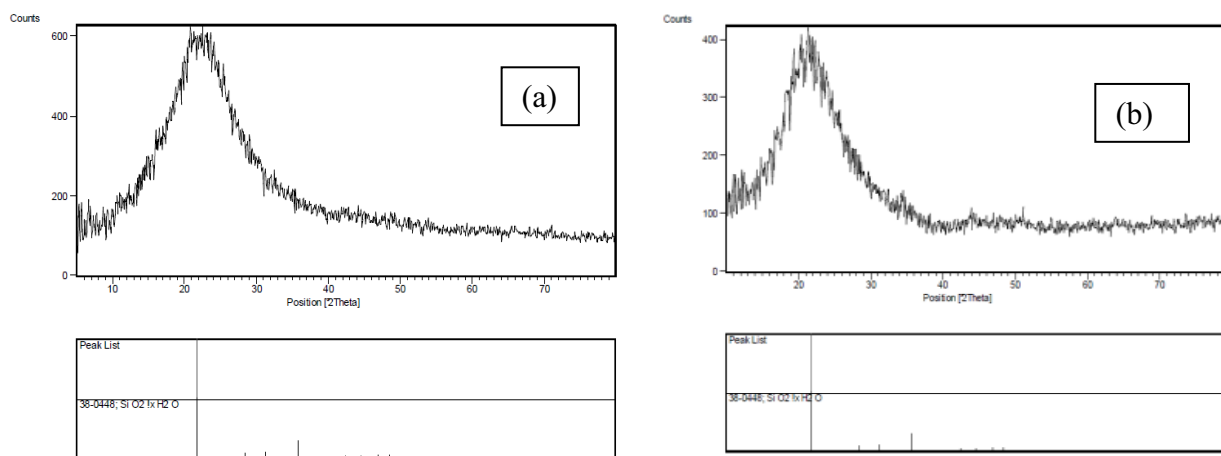 Counts
600
400
200
0
(a)
10 20 30 40 50 60 70
Position [°2Theta]
Peak List
38-0448; Si O2 !x H2 O
Counts
400
300
200
100
0
(b)
20 30 40 50 60 70
Position [°2Theta]
Peak List
38-0448; Si O2 !x H2 O